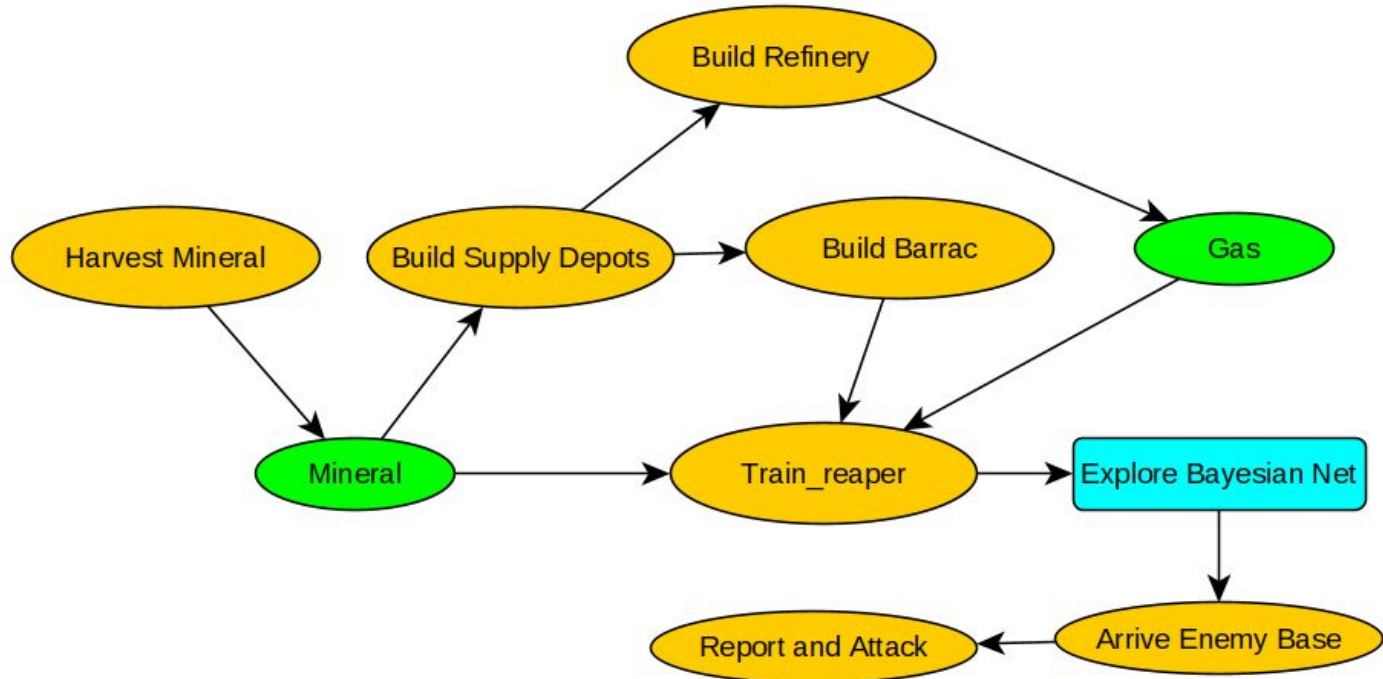 Build Refinery
Harvest Mineral
Build Supply Depots
Build Barrac
Gas
Mineral
Train_reaper
Explore Bayesian Net
Report and Attack
Arrive Enemy Base